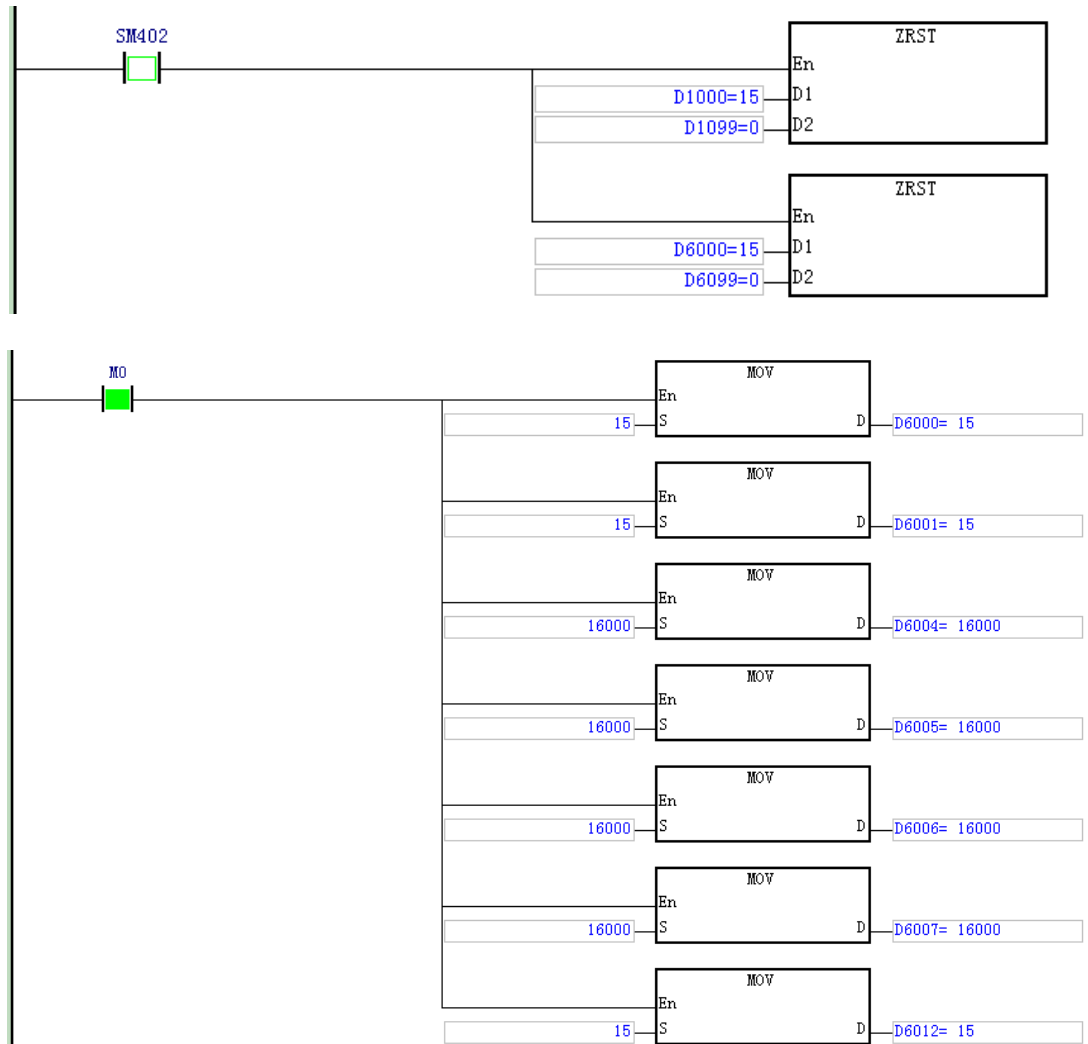 SM402
ZRST
En
D1000=15 D1
D1099=0 D2
ZRST
En
D6000=15 D1
D6099=0 D2
M0
MOV
En
15 S D D6000= 15
MOV
En
15 S D D6001= 15
MOV
En
16000 S D D6004= 16000
MOV
En
16000 S D D6005= 16000
MOV
En
16000 S D D6006= 16000
MOV
En
16000 S D D6007= 16000
MOV
En
15 S D D6012= 15